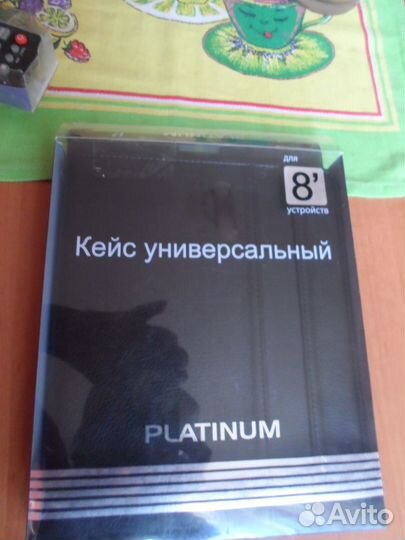 для
8'
устройств
Кейс универсальный
PLATINUM
Avito